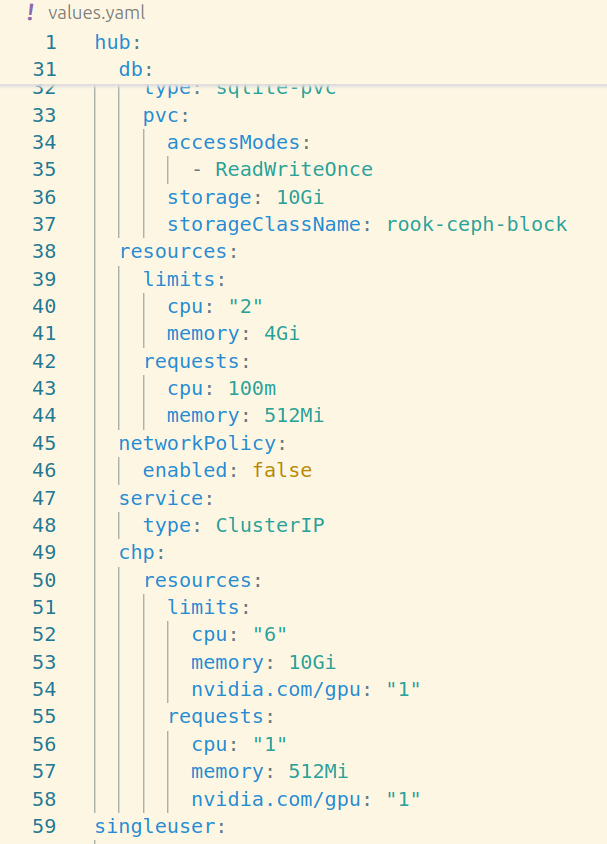 ! values.yaml
1 hub:
31 db:
32 type: sqlite-pvc
33 pvc:
34 accessModes:
35 - ReadWriteOnce
36 storage: 10Gi
37 storageClassName: rook-ceph-block
38 resources:
39 limits:
40 cpu: "2"
41 memory: 4Gi
42 requests:
43 cpu: 100m
44 memory: 512Mi
45 networkPolicy:
46 enabled: false
47 service:
48 type: ClusterIP
49 chp:
50 resources:
51 limits:
52 cpu: "6"
53 memory: 10Gi
54 nvidia.com/gpu: "1"
55 requests:
56 cpu: "1"
57 memory: 512Mi
58 nvidia.com/gpu: "1"
59 singleuser: